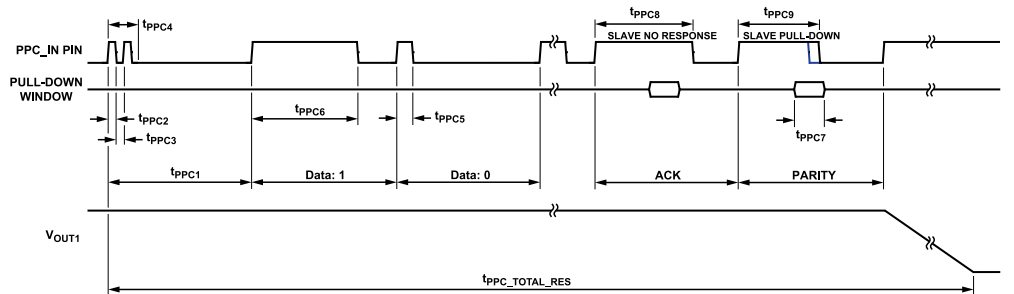 tPPC4
tPPC8
tPPC9
SLAVE NO RESPONSE
SLAVE PULL-DOWN
PPC_IN PIN
PULL-DOWN
WINDOW
tPPC2
tPPC3
tPPC6
tPPC5
tPPC7
tPPC1
Data: 1
Data: 0
ACK
PARITY
VOUT1
tPPC_TOTAL_RES